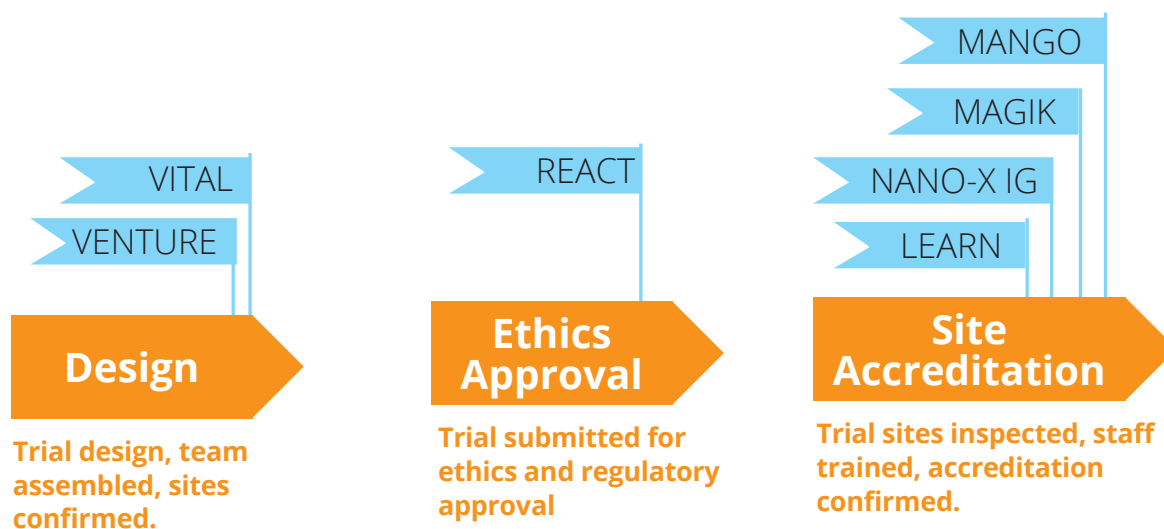 VITAL
VENTURE
Design
Trial design, team
assembled, sites
confirmed.
REACT
Ethics
Approval
Trial submitted for
ethics and regulatory
approval
MANGO
MAGIK
NANO-X IG
LEARN
Site
Accreditation
Trial sites inspected, staff
trained, accreditation
confirmed.